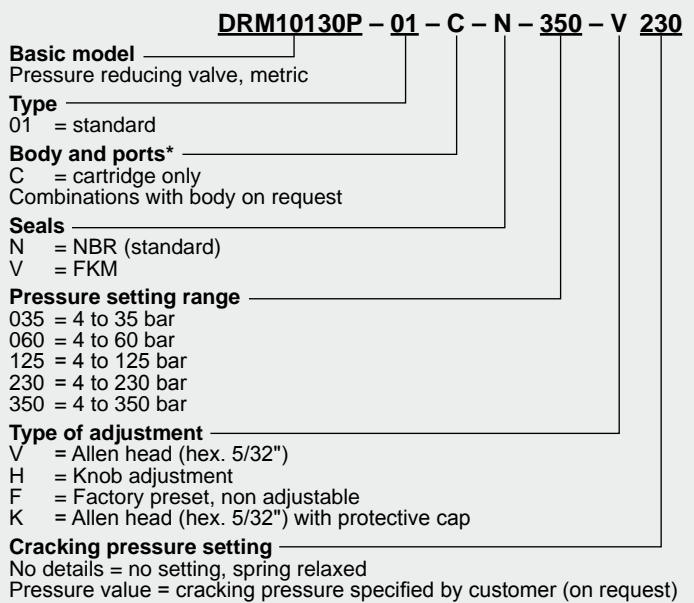 DRM10130P – 01 – C – N – 350 – V 230
Basic model
Pressure reducing valve, metric
Type
01 = standard
Body and ports*
C = cartridge only
Combinations with body on request
Seals
N = NBR (standard)
V = FKM
Pressure setting range
035 = 4 to 35 bar
060 = 4 to 60 bar
125 = 4 to 125 bar
230 = 4 to 230 bar
350 = 4 to 350 bar
Type of adjustment
V = Allen head (hex. 5/32")
H = Knob adjustment
F = Factory preset, non adjustable
K = Allen head (hex. 5/32") with protective cap
Cracking pressure setting
No details = no setting, spring relaxed
Pressure value = cracking pressure specified by customer (on request)